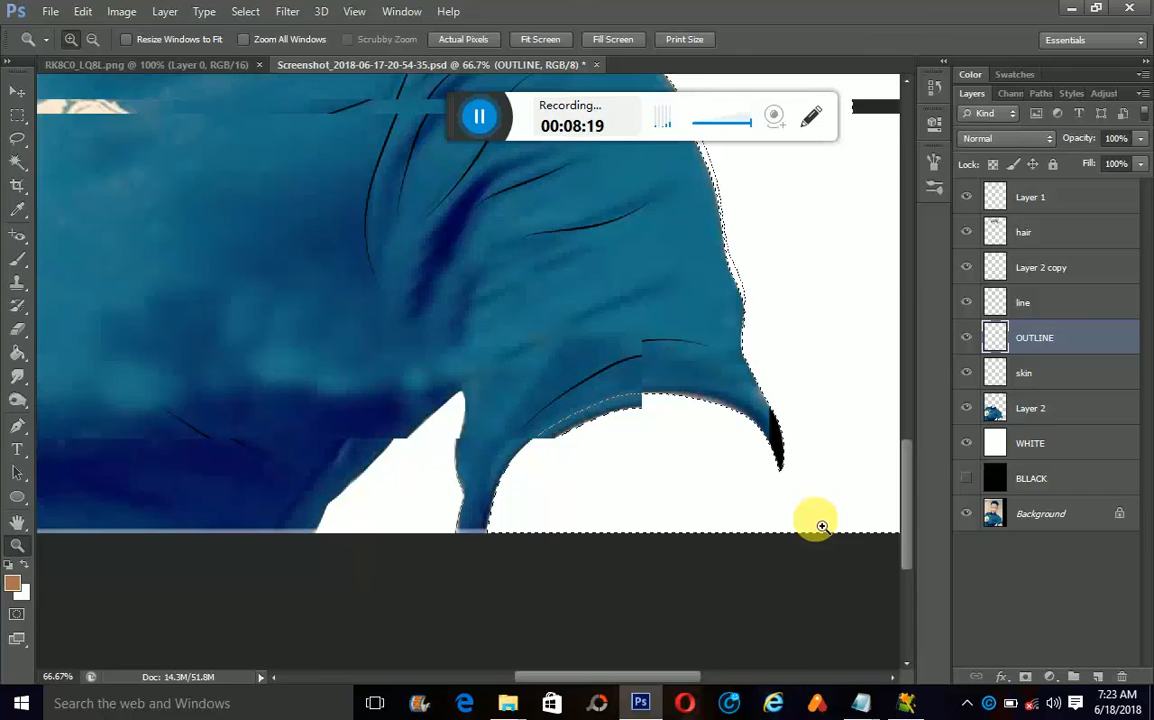 Ps File Edit Image Layer Type Select Filter 3D View Window Help
Resize Windows to Fit Zoom All Windows Scrubby Zoom Actual Pixels Fit Screen Fill Screen Print Size Essentials
RK8C0_LQ8L.png @ 100% (Layer 0, RGB/16) × Screenshot_2018-06-17-20-54-35.psd @ 66.7% (OUTLINE, RGB/8) * ×
Color Swatches
Layers Chann Paths Styles Adjust
Recording...
00:08:19
Kind
Normal Opacity: 100%
Lock: Fill: 100%
Layer 1
hair
Layer 2 copy
line
OUTLINE
skin
Layer 2
WHITE
BLLACK
Background
66.67% Doc: 14.3M/51.8M
Search the web and Windows
7:23 AM
6/18/2018